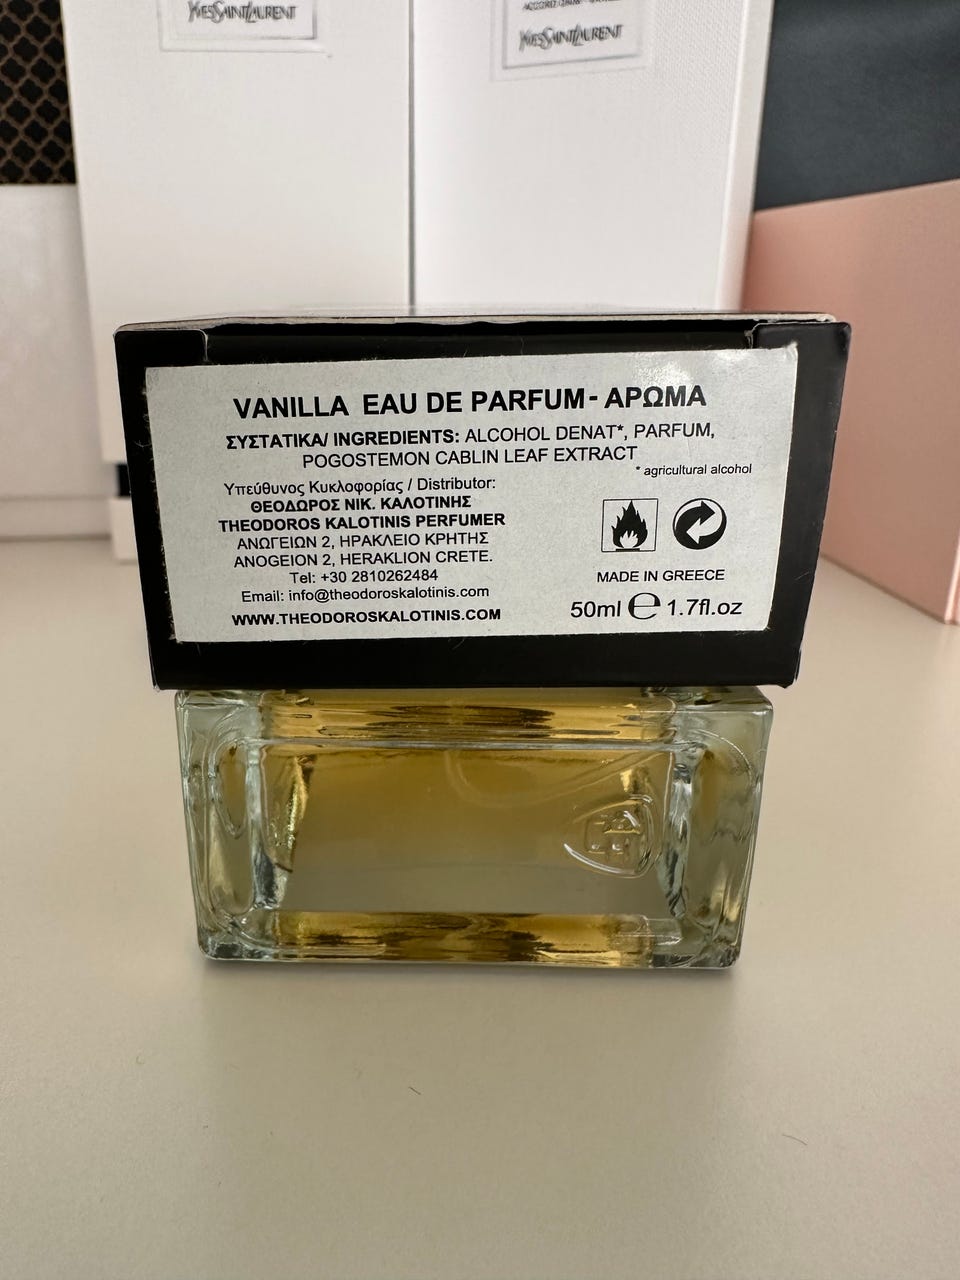 YVESSAINTLAURENT
YVESSAINTLAURENT
VANILLA EAU DE PARFUM - ΑΡΩΜΑ
ΣΥΣΤΑΤΙΚΑ/ INGREDIENTS: ALCOHOL DENAT*, PARFUM,
POGOSTEMON CABLIN LEAF EXTRACT
* agricultural alcohol
Υπεύθυνος Κυκλοφορίας / Distributor:
ΘΕΟΔΩΡΟΣ ΝΙΚ. ΚΑΛΟΤΙΝΗΣ
THEODOROS KALOTINIS PERFUMER
ΑΝΩΓΕΙΩΝ 2, ΗΡΑΚΛΕΙΟ ΚΡΗΤΗΣ
ANOGEION 2, HERAKLION CRETE.
Tel: +30 2810262484
Email: info@theodoroskalotinis.com
WWW.THEODOROSKALOTINIS.COM
MADE IN GREECE
50ml ℮ 1.7fl.oz